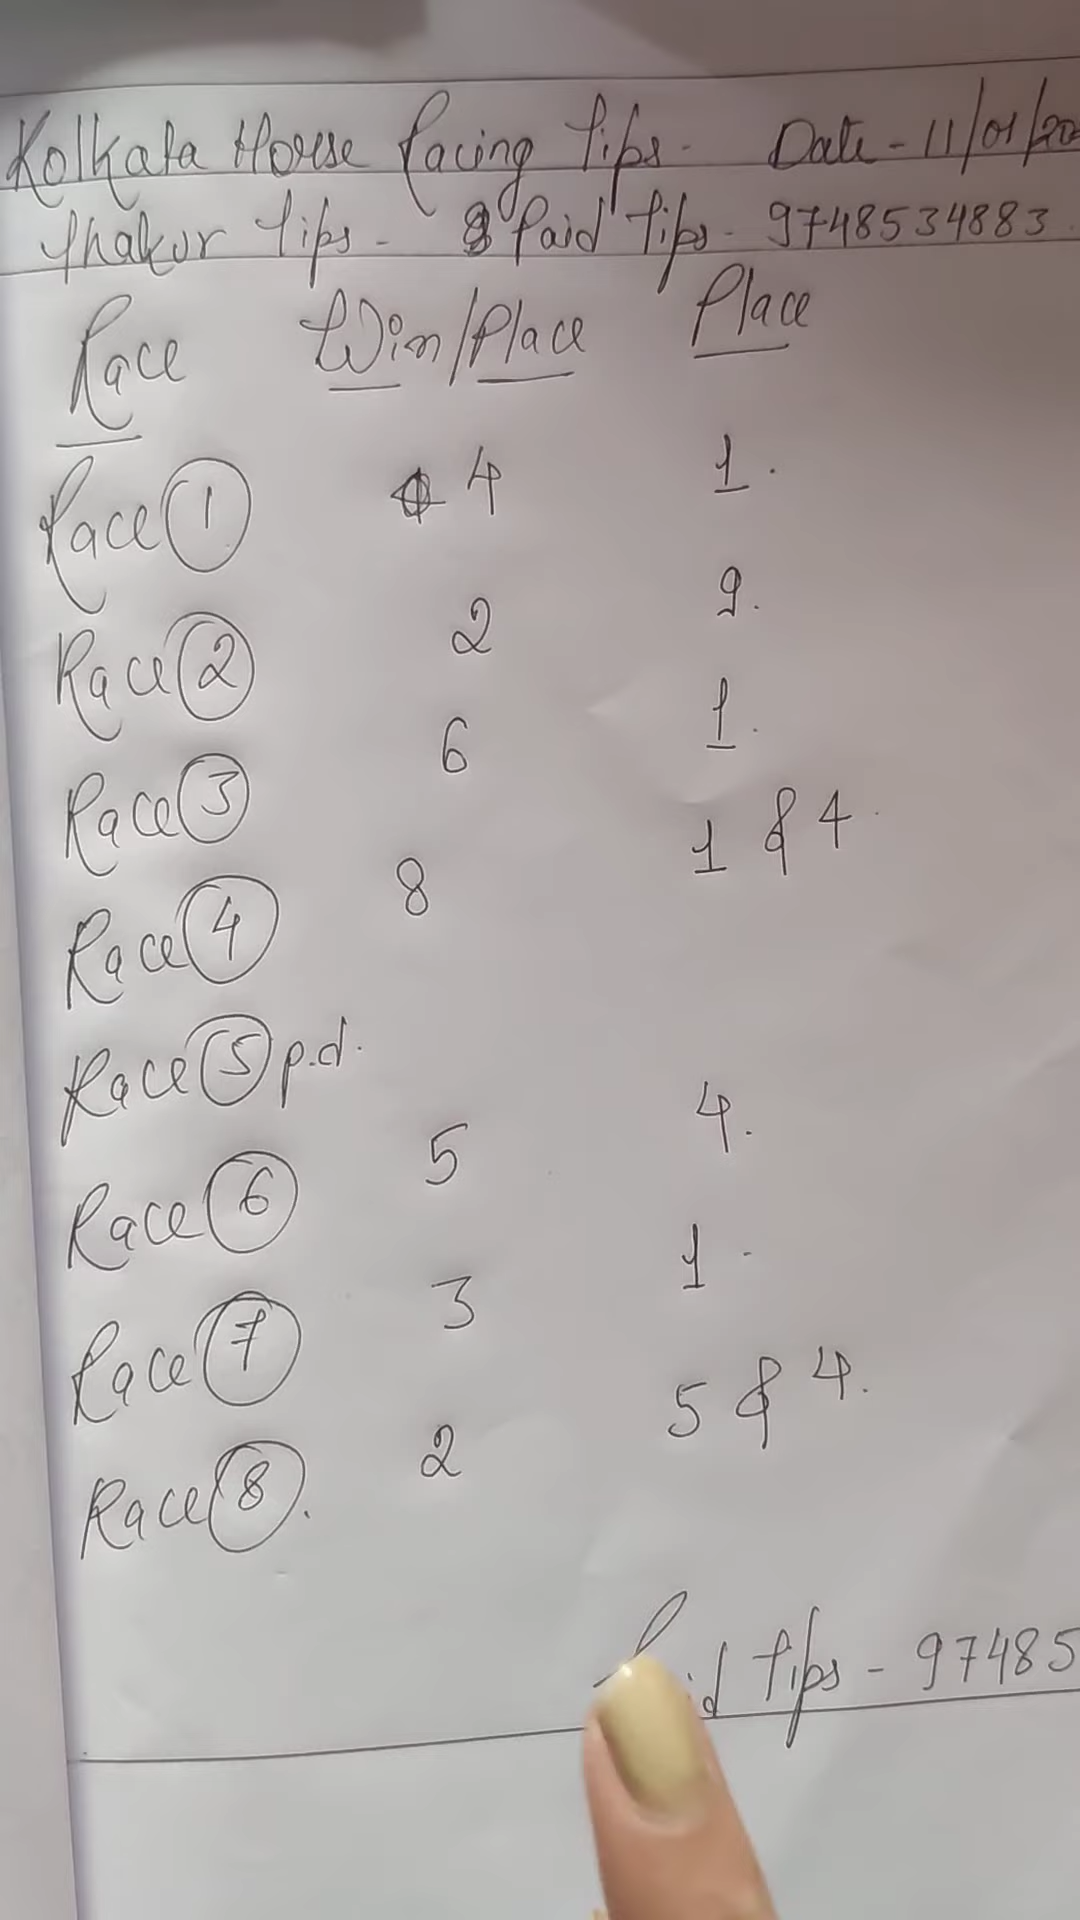 Kolkata Horse Racing Tips. Date - 11/01/20
Thakur Tips - Paid Tips - 9748534883.
Race Win/Place Place
Race 1 4 1.
Race 2 2 9.
Race 3 6 1.
Race 4 8 1 & 4.
Race 5 p.d.
Race 6 5 4.
Race 7 3 1.
Race 8. 2 5 & 4.
Tips - 97485